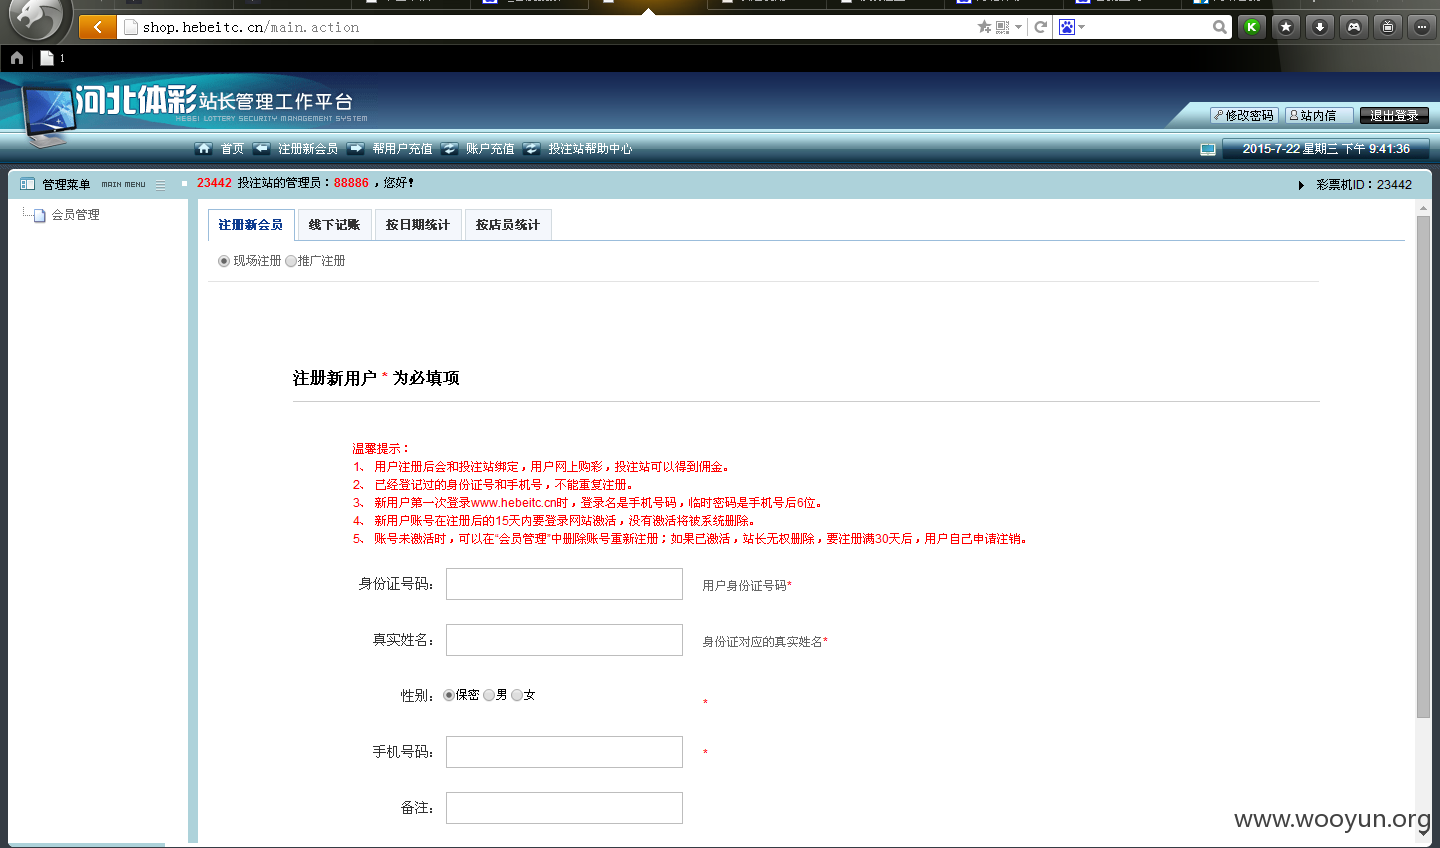 shop.hebeitc.cn/main.action
1
河北体彩 站长管理工作平台
HEBEI LOTTERY SECURITY MANAGEMENT SYSTEM
修改密码 站内信 退出登录
首页 注册新会员 帮用户充值 账户充值 投注站帮助中心
2015-7-22 星期三 下午 9:41:36
管理菜单 MAIN MENU
23442 投注站的管理员：88886 ，您好！
彩票机ID：23442
会员管理
注册新会员 线下记账 按日期统计 按店员统计
现场注册 推广注册
注册新用户 * 为必填项
温馨提示：
1、 用户注册后会和投注站绑定，用户网上购彩，投注站可以得到佣金。
2、 已经登记过的身份证号和手机号，不能重复注册。
3、 新用户第一次登录www.hebeitc.cn时，登录名是手机号码，临时密码是手机号后6位。
4、 新用户账号在注册后的15天内要登录网站激活，没有激活将被系统删除。
5、 账号未激活时，可以在“会员管理”中删除账号重新注册；如果已激活，站长无权删除，要注册满30天后，用户自己申请注销。
身份证号码： 用户身份证号码*
真实姓名： 身份证对应的真实姓名*
性别： 保密 男 女 *
手机号码： *
备注：
www.wooyun.org